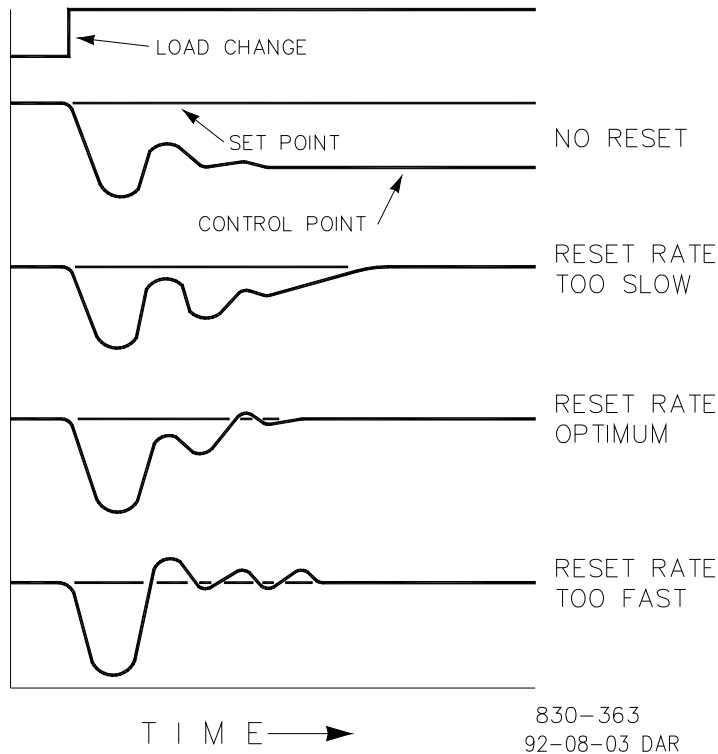 LOAD CHANGE
SET POINT
NO RESET
CONTROL POINT
RESET RATE
TOO SLOW
RESET RATE
OPTIMUM
RESET RATE
TOO FAST
TIME
830-363
92-08-03 DAR